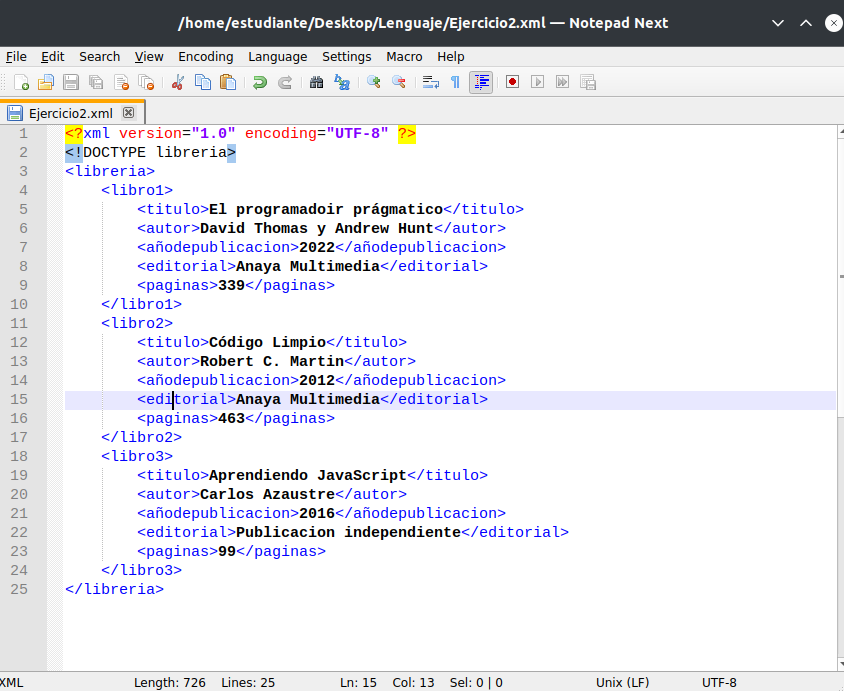 /home/estudiante/Desktop/Lenguaje/Ejercicio2.xml — Notepad Next
File Edit Search View Encoding Language Settings Macro Help
Ejercicio2.xml
1 <?xml version="1.0" encoding="UTF-8" ?>
2 <!DOCTYPE libreria>
3 <libreria>
4 <libro1>
5 <titulo>El programadoir prágmatico</titulo>
6 <autor>David Thomas y Andrew Hunt</autor>
7 <añodepublicacion>2022</añodepublicacion>
8 <editorial>Anaya Multimedia</editorial>
9 <paginas>339</paginas>
10 </libro1>
11 <libro2>
12 <titulo>Código Limpio</titulo>
13 <autor>Robert C. Martin</autor>
14 <añodepublicacion>2012</añodepublicacion>
15 <editorial>Anaya Multimedia</editorial>
16 <paginas>463</paginas>
17 </libro2>
18 <libro3>
19 <titulo>Aprendiendo JavaScript</titulo>
20 <autor>Carlos Azaustre</autor>
21 <añodepublicacion>2016</añodepublicacion>
22 <editorial>Publicacion independiente</editorial>
23 <paginas>99</paginas>
24 </libro3>
25 </libreria>
XML Length: 726 Lines: 25 Ln: 15 Col: 13 Sel: 0 | 0 Unix (LF) UTF-8